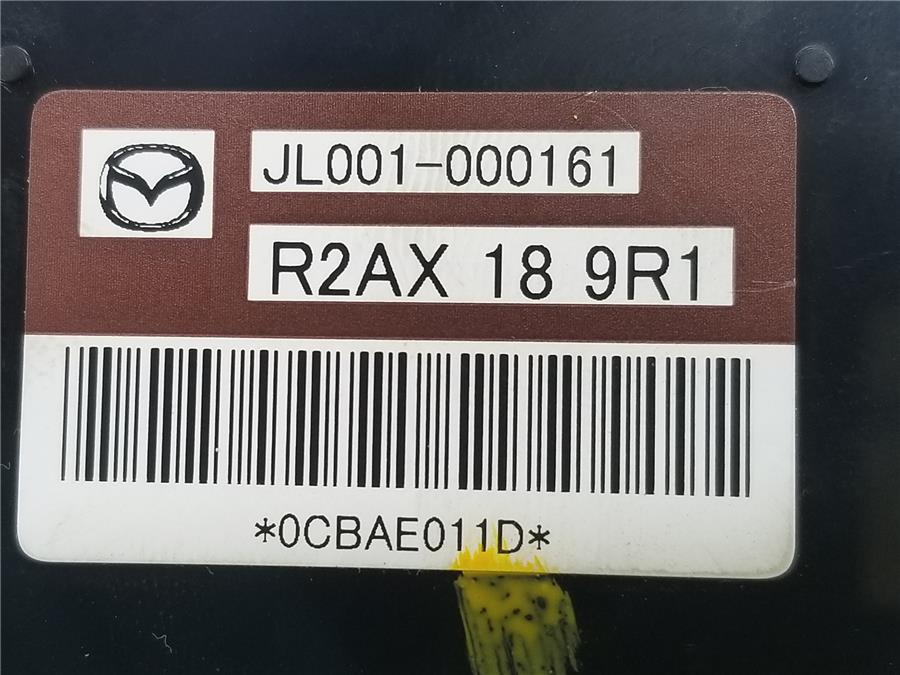 JL001-000161
R2AX 18 9R1
*0CBAE011D*